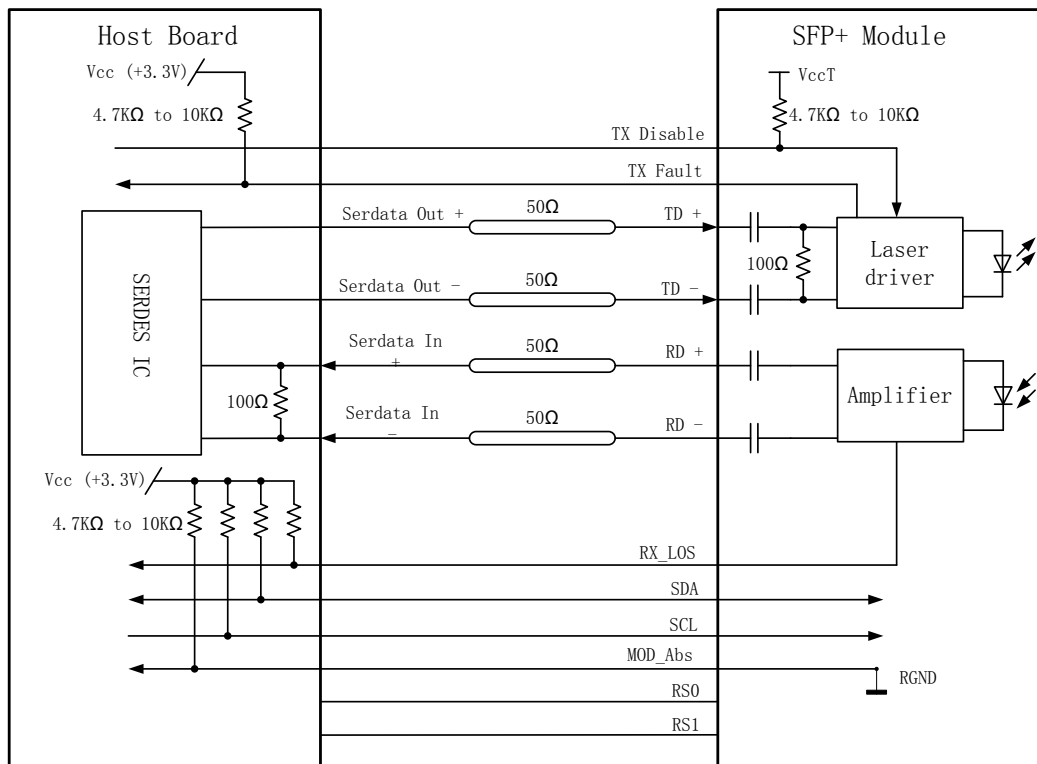 Host Board
SFP+ Module
Vcc (+3.3V)
VccT
4.7KΩ to 10KΩ
4.7KΩ to 10KΩ
TX Disable
TX Fault
Serdata Out +
50Ω
TD +
Laser
driver
100Ω
Serdata Out -
50Ω
TD -
SERDES IC
Serdata In
+
50Ω
RD +
100Ω
Amplifier
Serdata In
-
50Ω
RD -
Vcc (+3.3V)
4.7KΩ to 10KΩ
RX_LOS
SDA
SCL
MOD_Abs
RGND
RS0
RS1